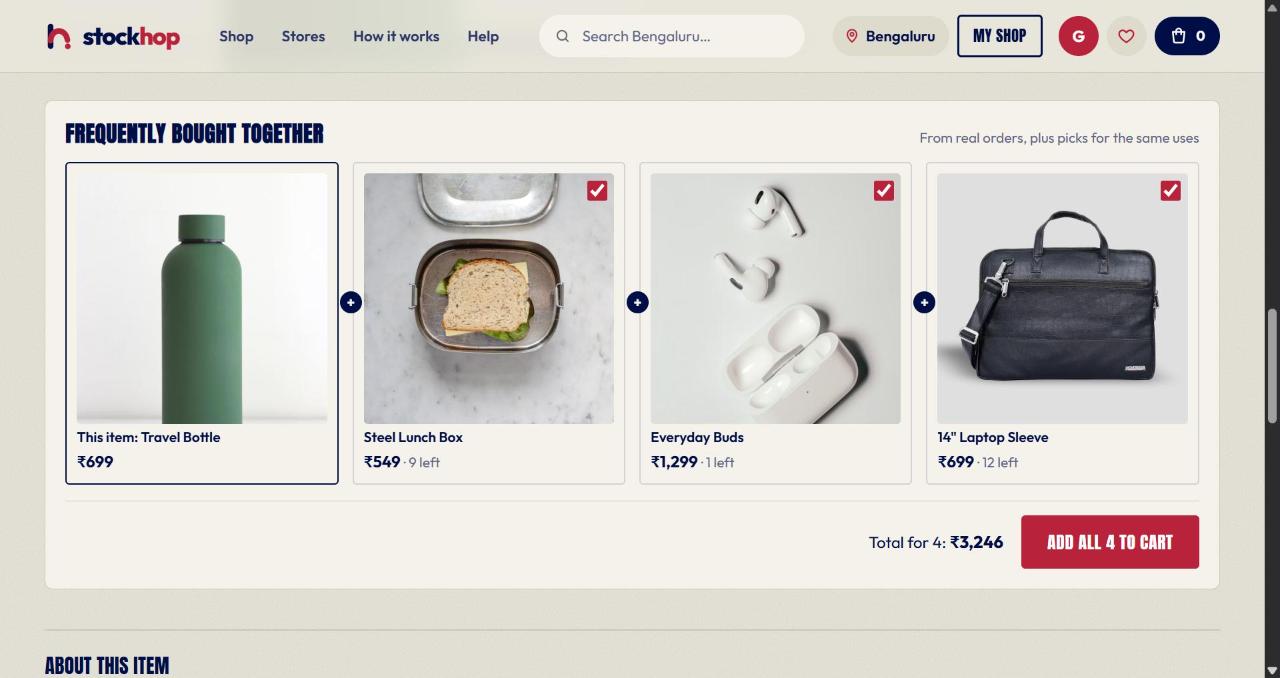 stockhop
Shop
Stores
How it works
Help
Search Bengaluru...
Bengaluru
MY SHOP
G
0
FREQUENTLY BOUGHT TOGETHER
From real orders, plus picks for the same uses
This item: Travel Bottle
₹699
Steel Lunch Box
₹549 · 9 left
Everyday Buds
₹1,299 · 1 left
14" Laptop Sleeve
₹699 · 12 left
Total for 4: ₹3,246
ADD ALL 4 TO CART
ABOUT THIS ITEM